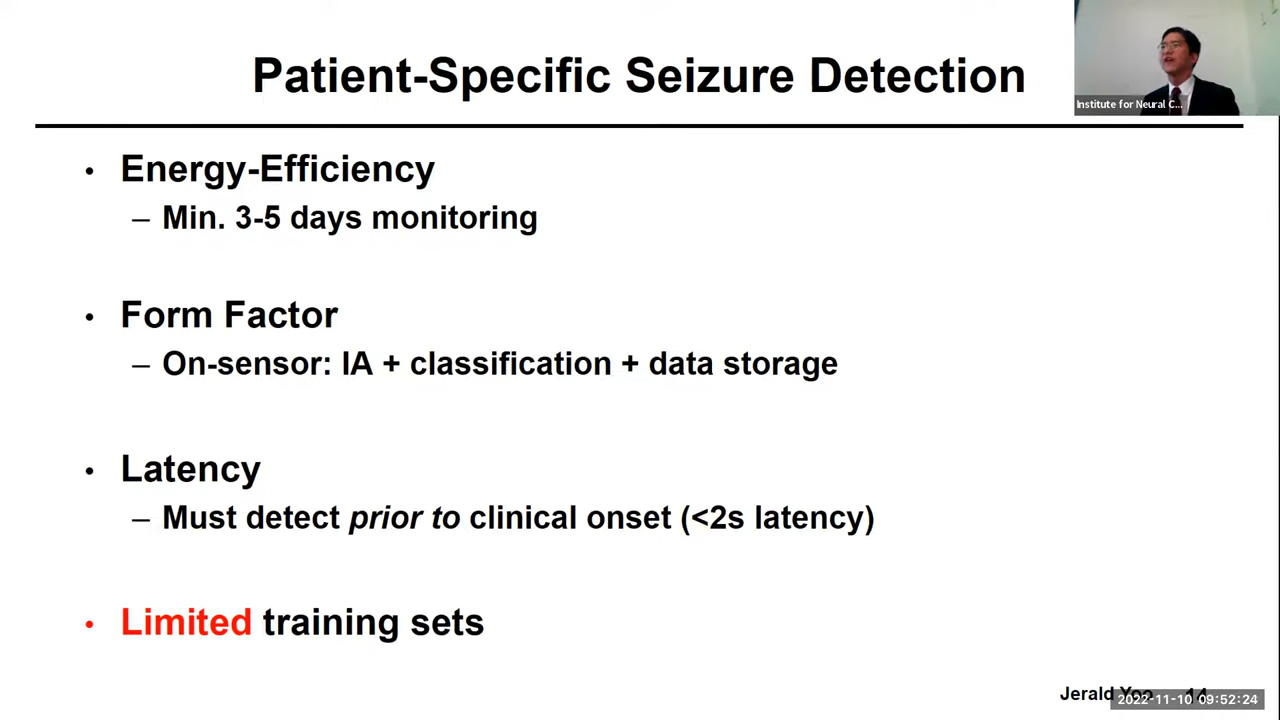 Patient-Specific Seizure Detection
Institute for Neural C...
• Energy-Efficiency
– Min. 3-5 days monitoring
• Form Factor
– On-sensor: IA + classification + data storage
• Latency
– Must detect prior to clinical onset (<2s latency)
• Limited training sets
Jerald Yoo 14
2022-11-10 09:52:24